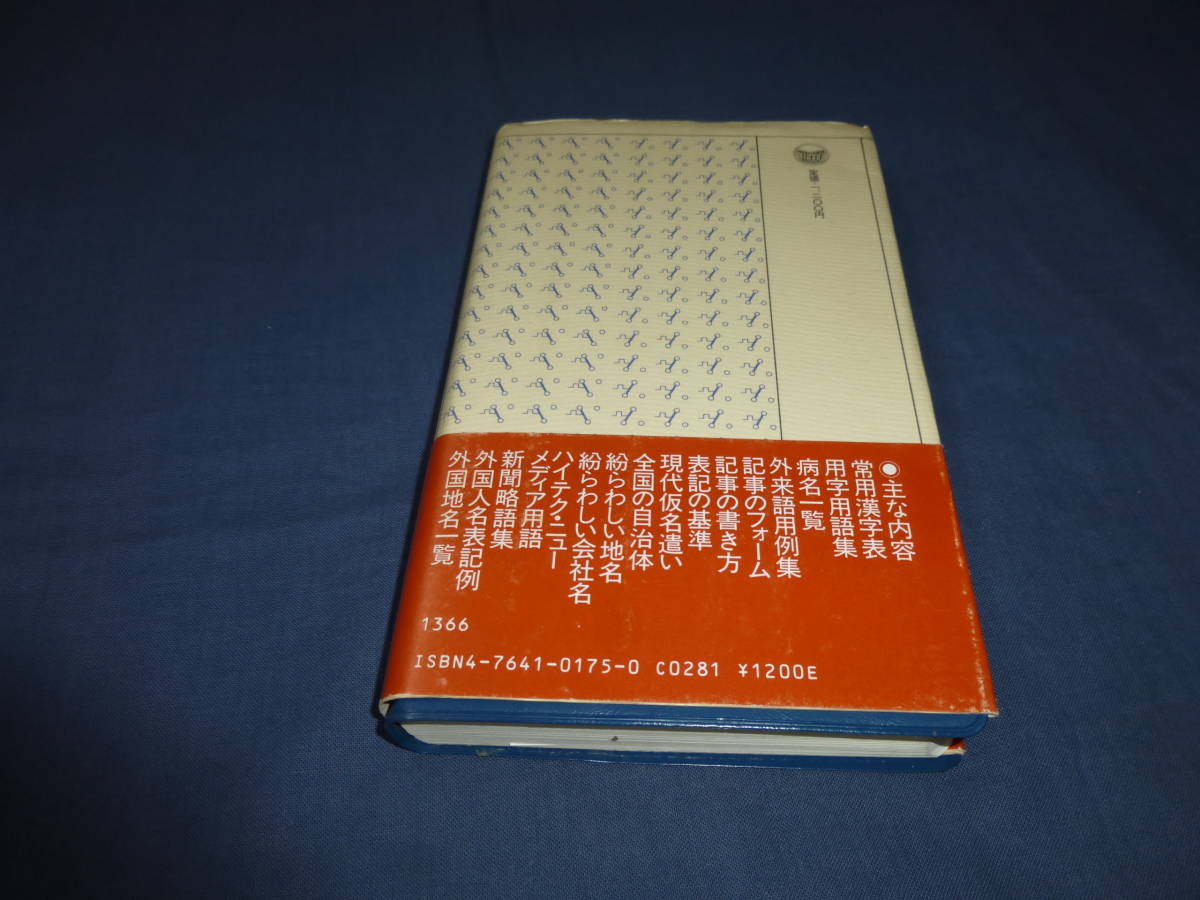 ●主な内容
常用漢字表
用字用語集
病名一覧
外来語用例集
記事のフォーム
記事の書き方
表記の基準
現代仮名遣い
全国の自治体
紛らわしい地名
紛らわしい会社名
ハイテク・ニュー
メディア用語
新聞略語集
外国人名表記例
外国地名一覧
1366
ISBN4-7641-0175-0 C0281 ¥1200E